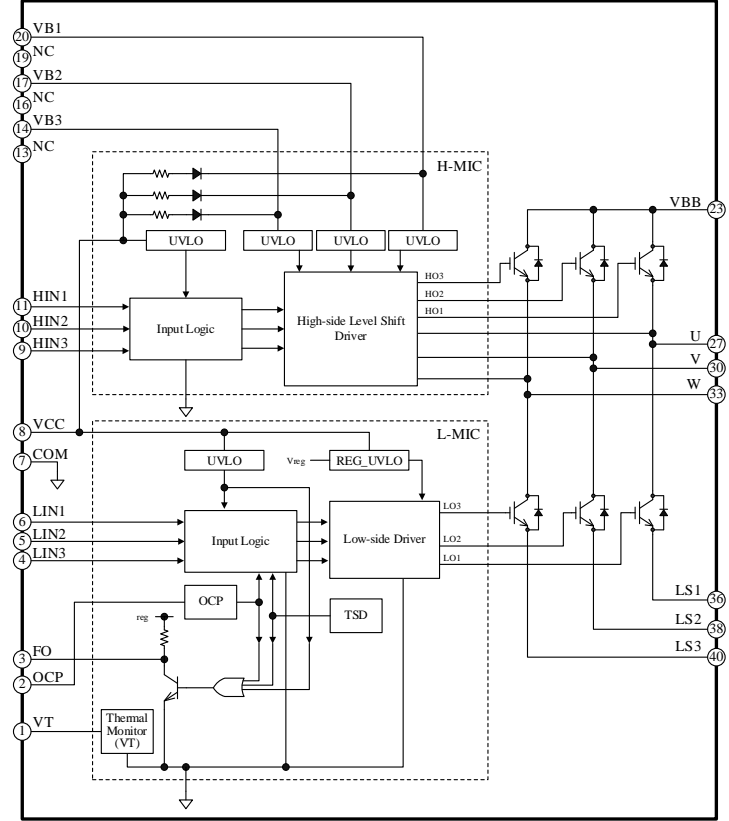 20 VB1
19 NC
17 VB2
16 NC
14 VB3
13 NC
H-MIC
VBB 23
UVLO
UVLO
UVLO
UVLO
HO3
HO2
HO1
11 HIN1
10 HIN2
9 HIN3
Input Logic
High-side Level Shift
Driver
U 27
V 30
W 33
8 VCC
L-MIC
7 COM
UVLO
Vreg
REG_UVLO
6 LIN1
5 LIN2
4 LIN3
Input Logic
Low-side Driver
LO3
LO2
LO1
OCP
TSD
reg
LS1 36
LS2 38
LS3 40
3 FO
2 OCP
1 VT
Thermal
Monitor
(VT)